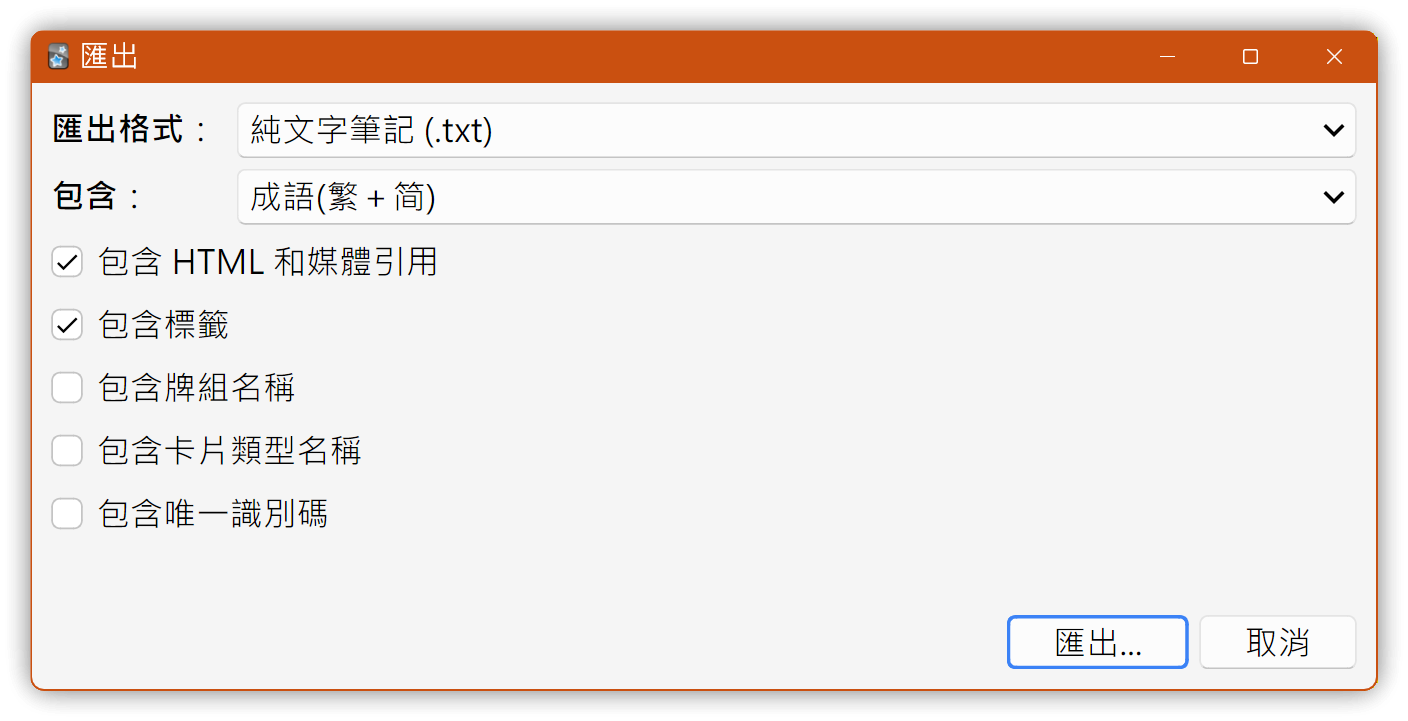 匯出
匯出格式： 純文字筆記 (.txt)
包含： 成語(繁 + 简)
包含 HTML 和媒體引用
包含標籤
包含牌組名稱
包含卡片類型名稱
包含唯一識別碼
匯出... 取消